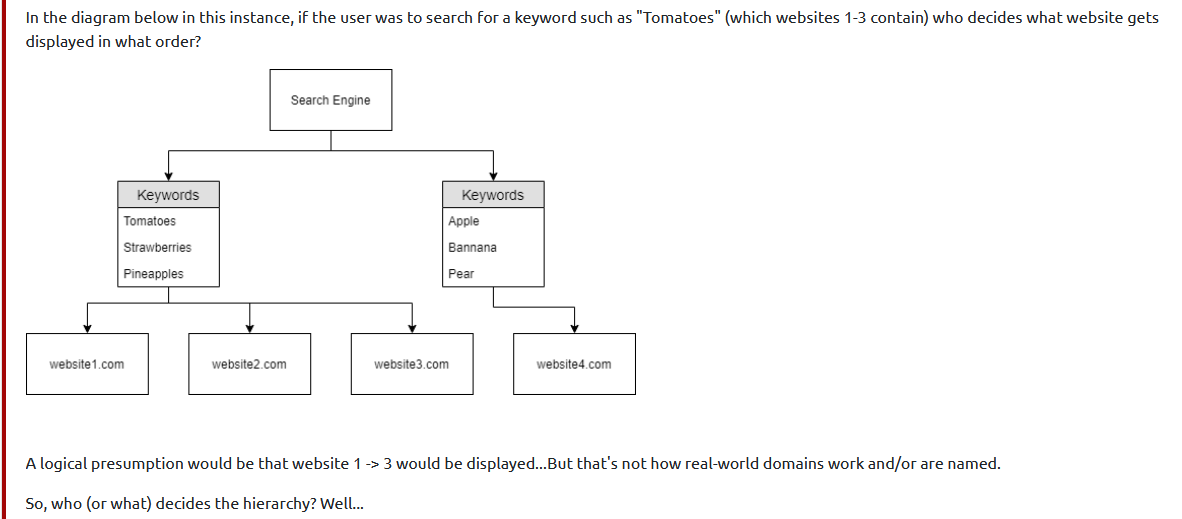 In the diagram below in this instance, if the user was to search for a keyword such as "Tomatoes" (which websites 1-3 contain) who decides what website gets
displayed in what order?
Search Engine
Keywords
Tomatoes
Strawberries
Pineapples
Keywords
Apple
Bannana
Pear
website1.com
website2.com
website3.com
website4.com
A logical presumption would be that website 1 -> 3 would be displayed...But that's not how real-world domains work and/or are named.
So, who (or what) decides the hierarchy? Well...